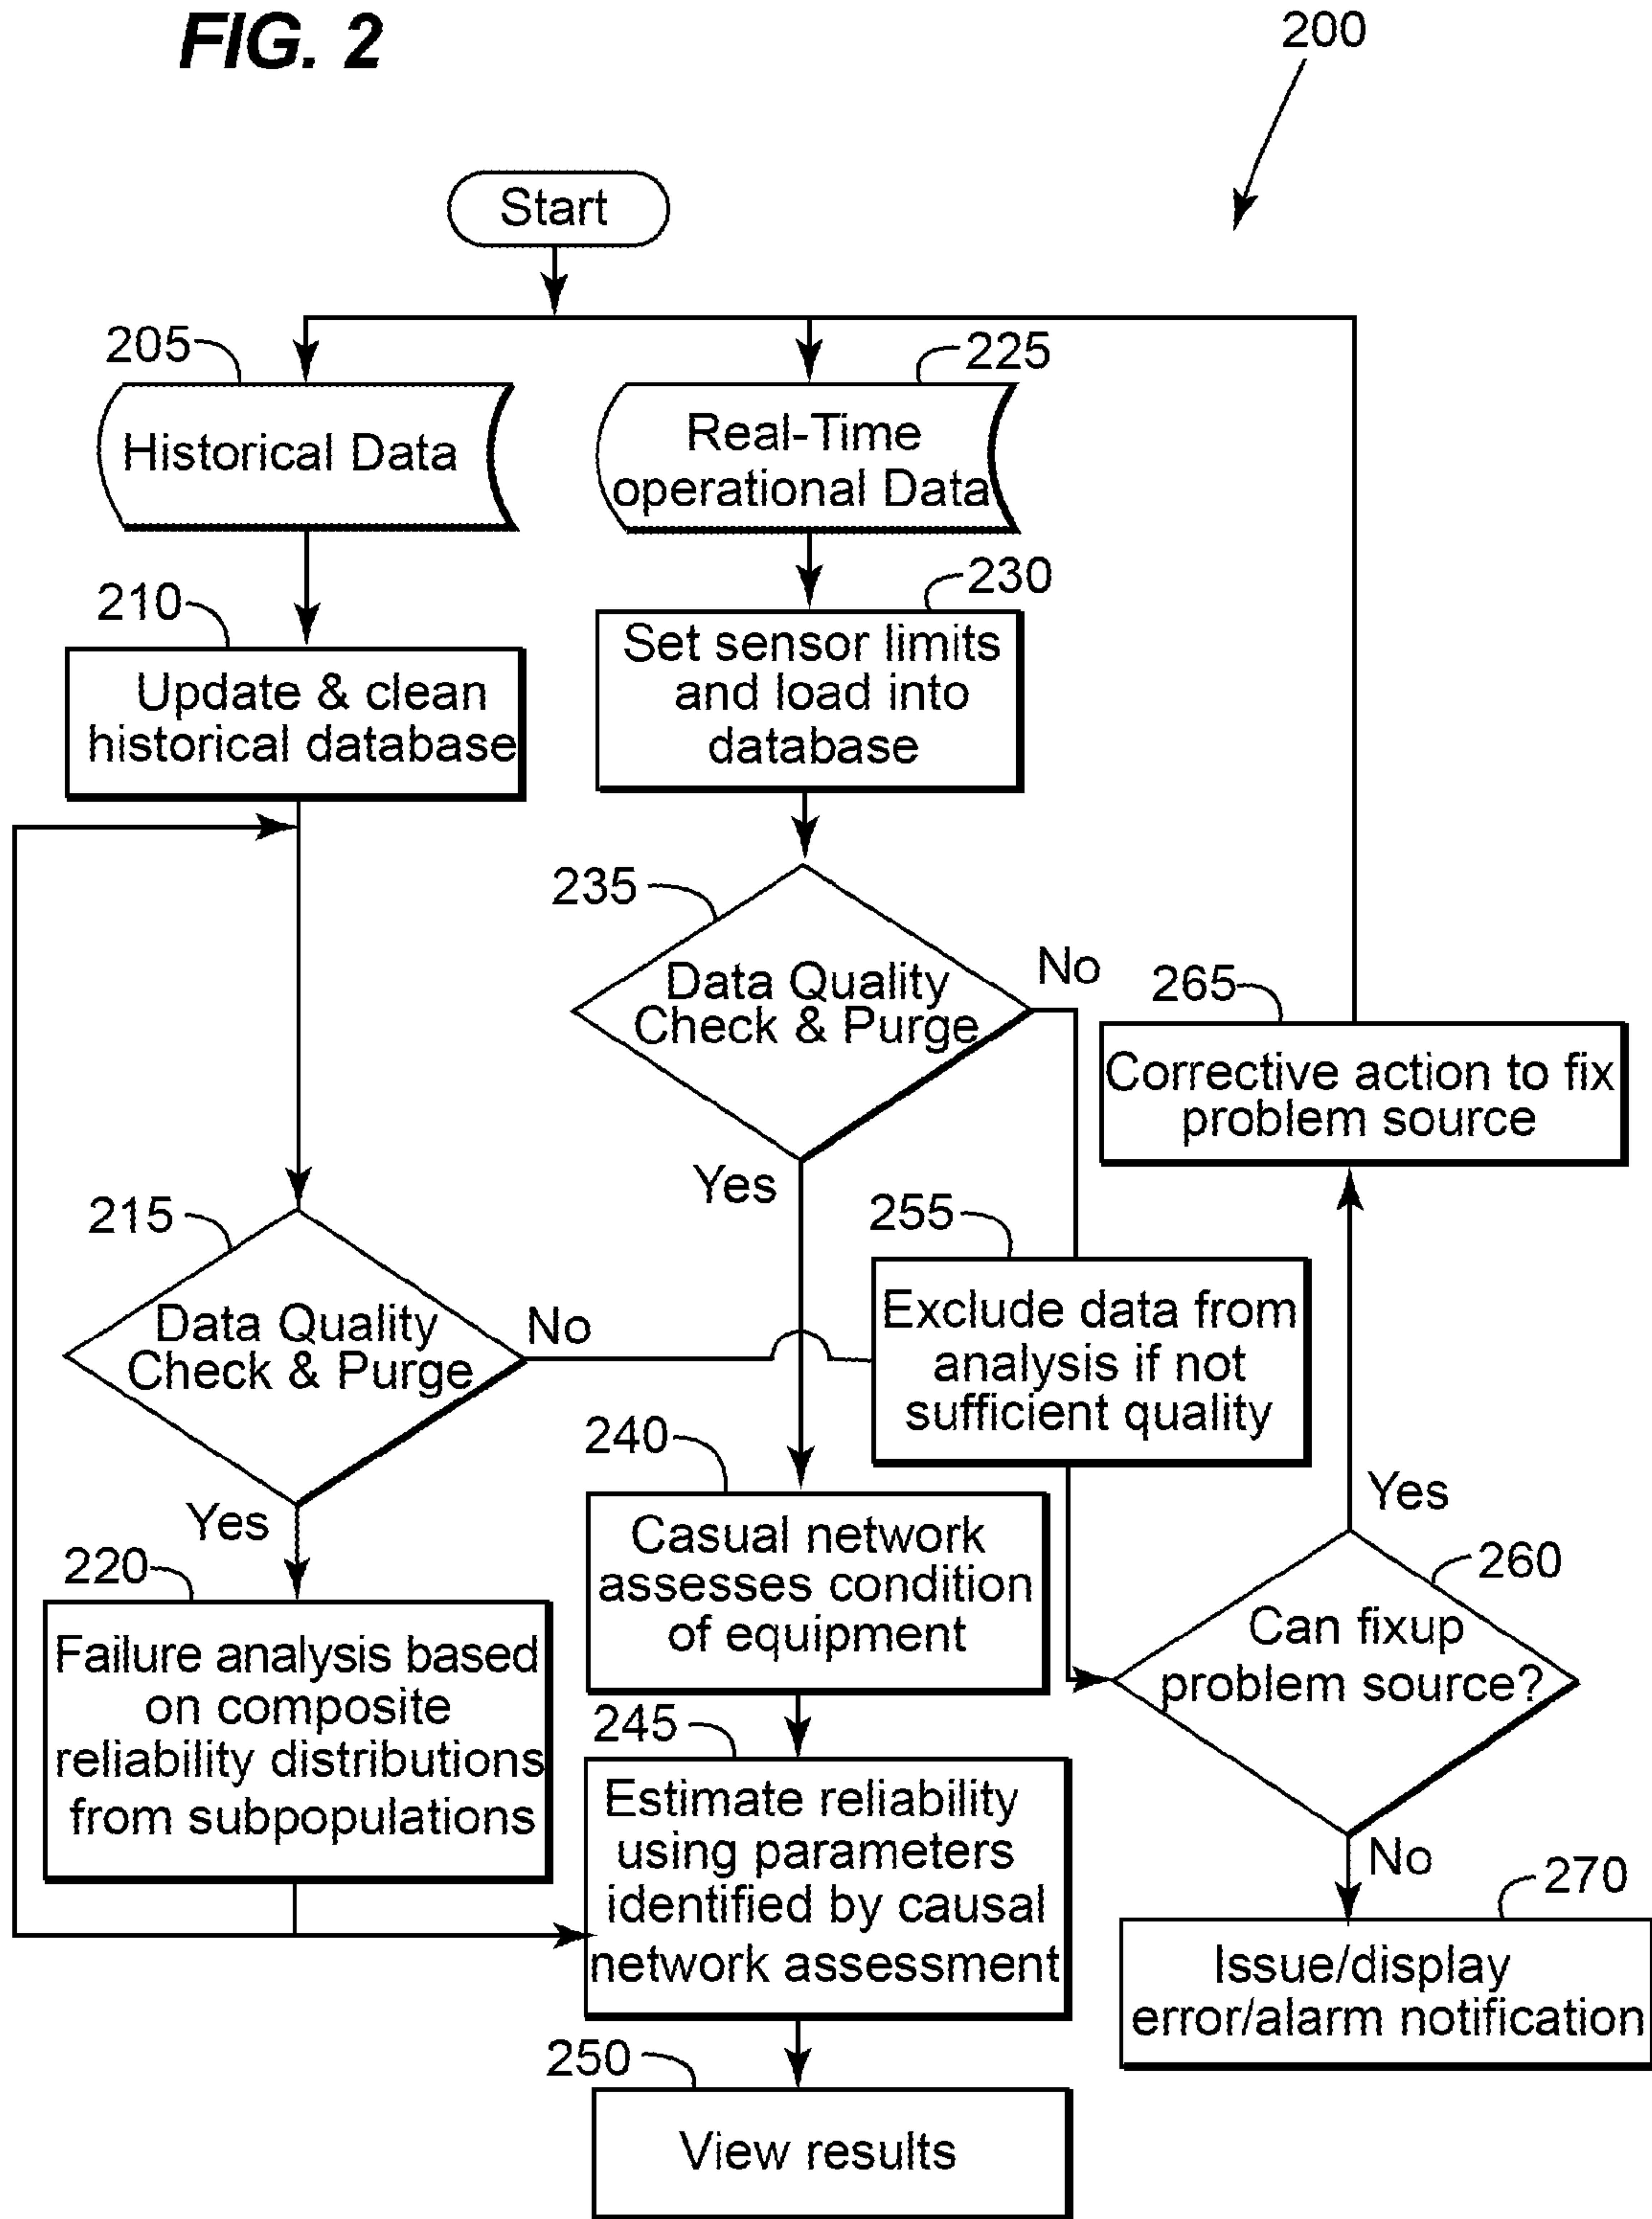 FIG. 2
200
Start
205
225
Historical Data
Real-Time
operational Data
210
230
Update & clean
historical database
Set sensor limits
and load into
database
235
Data Quality
Check & Purge
No
Yes
265
Corrective action to fix
problem source
215
Data Quality
Check & Purge
No
Yes
255
Exclude data from
analysis if not
sufficient quality
240
Casual network
assesses condition
of equipment
Yes
260
Can fixup
problem source?
No
220
Failure analysis based
on composite
reliability distributions
from subpopulations
245
Estimate reliability
using parameters
identified by causal
network assessment
270
Issue/display
error/alarm notification
250
View results